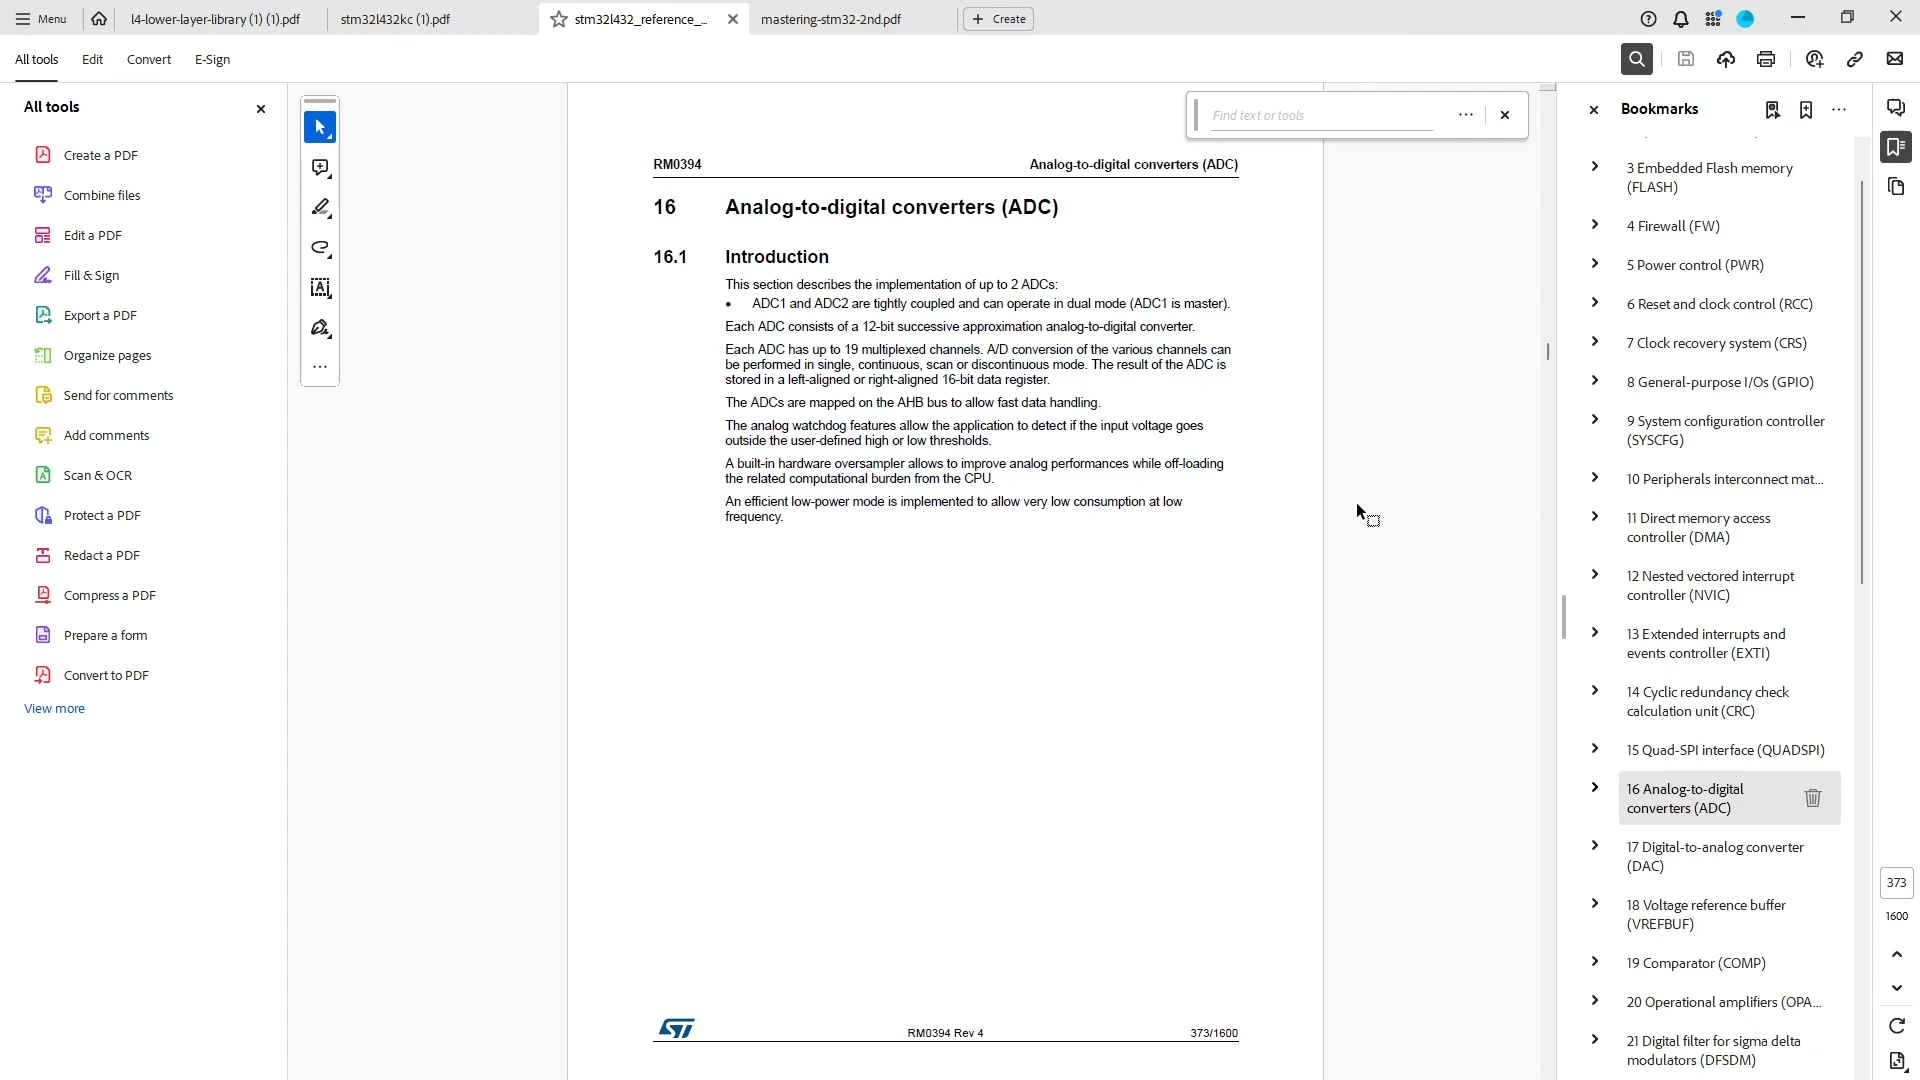 Menu
l4-lower-layer-library (1) (1).pdf
stm32l432kc (1).pdf
stm32l432_reference_...
mastering-stm32-2nd.pdf
Create
All tools
Edit
Convert
E-Sign
All tools
Create a PDF
Combine files
Edit a PDF
Fill & Sign
Export a PDF
Organize pages
Send for comments
Add comments
Scan & OCR
Protect a PDF
Redact a PDF
Compress a PDF
Prepare a form
Convert to PDF
View more
Find text or tools
RM0394
Analog-to-digital converters (ADC)
16 Analog-to-digital converters (ADC)
16.1 Introduction
This section describes the implementation of up to 2 ADCs:
• ADC1 and ADC2 are tightly coupled and can operate in dual mode (ADC1 is master).
Each ADC consists of a 12-bit successive approximation analog-to-digital converter.
Each ADC has up to 19 multiplexed channels. A/D conversion of the various channels can
be performed in single, continuous, scan or discontinuous mode. The result of the ADC is
stored in a left-aligned or right-aligned 16-bit data register.
The ADCs are mapped on the AHB bus to allow fast data handling.
The analog watchdog features allow the application to detect if the input voltage goes
outside the user-defined high or low thresholds.
A built-in hardware oversampler allows to improve analog performances while off-loading
the related computational burden from the CPU.
An efficient low-power mode is implemented to allow very low consumption at low
frequency.
ST
RM0394 Rev 4
373/1600
Bookmarks
3 Embedded Flash memory
(FLASH)
4 Firewall (FW)
5 Power control (PWR)
6 Reset and clock control (RCC)
7 Clock recovery system (CRS)
8 General-purpose I/Os (GPIO)
9 System configuration controller
(SYSCFG)
10 Peripherals interconnect mat...
11 Direct memory access
controller (DMA)
12 Nested vectored interrupt
controller (NVIC)
13 Extended interrupts and
events controller (EXTI)
14 Cyclic redundancy check
calculation unit (CRC)
15 Quad-SPI interface (QUADSPI)
16 Analog-to-digital
converters (ADC)
17 Digital-to-analog converter
(DAC)
18 Voltage reference buffer
(VREFBUF)
19 Comparator (COMP)
20 Operational amplifiers (OPA...
21 Digital filter for sigma delta
modulators (DFSDM)
373
1600